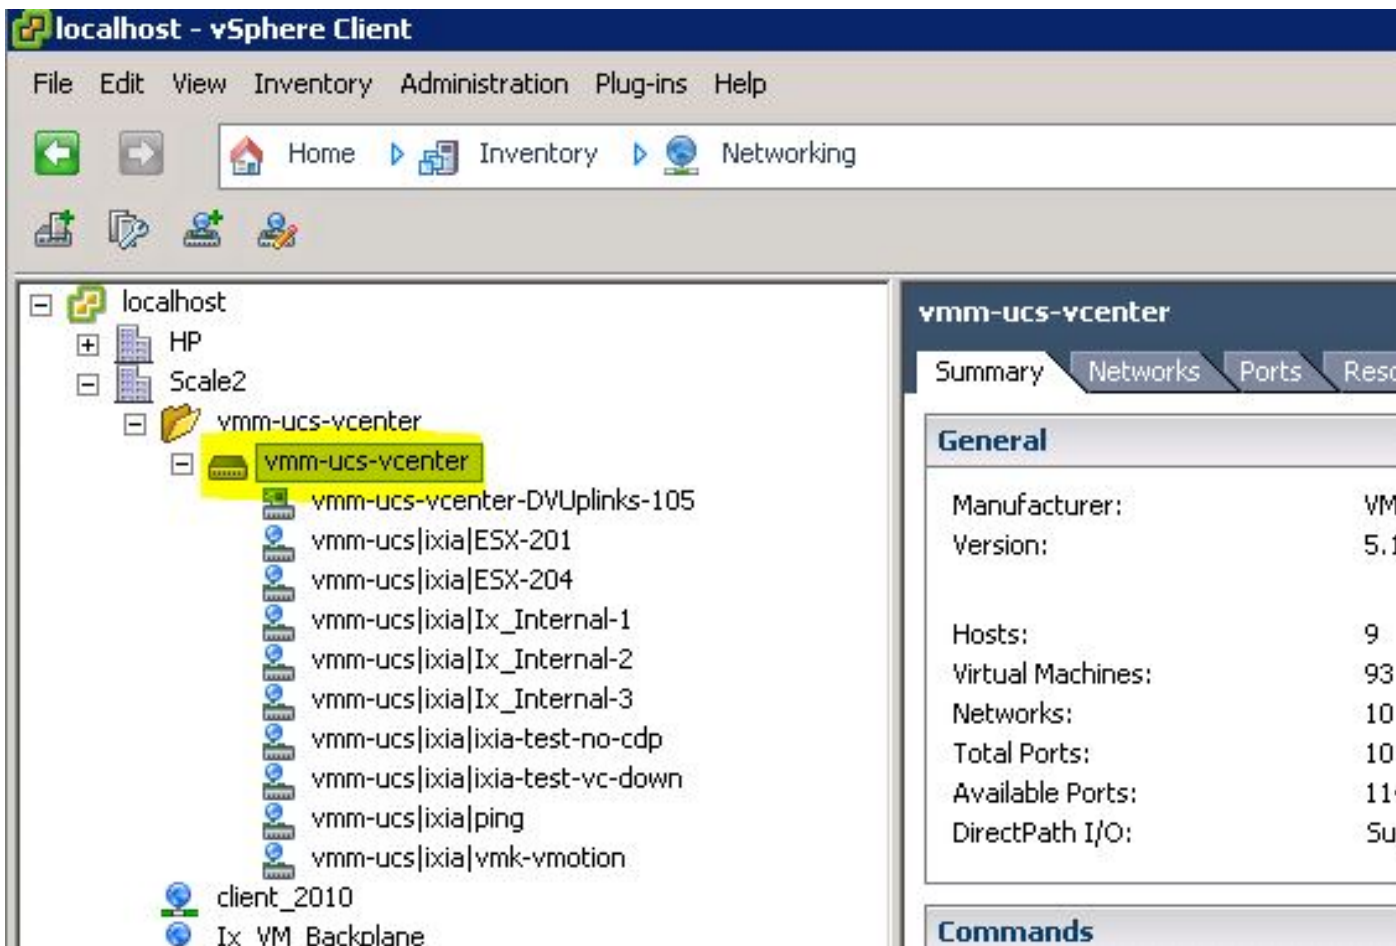 localhost - vSphere Client
File Edit View Inventory Administration Plug-ins Help
Home Inventory Networking
localhost
HP
Scale2
vmm-ucs-vcenter
vmm-ucs-vcenter
vmm-ucs-vcenter-DVUplinks-105
vmm-ucs|ixia|ESX-201
vmm-ucs|ixia|ESX-204
vmm-ucs|ixia|Ix_Internal-1
vmm-ucs|ixia|Ix_Internal-2
vmm-ucs|ixia|Ix_Internal-3
vmm-ucs|ixia|ixia-test-no-cdp
vmm-ucs|ixia|ixia-test-vc-down
vmm-ucs|ixia|ping
vmm-ucs|ixia|vmk-vmotion
client_2010
Ix_VM_Backplane
vmm-ucs-vcenter
Summary Networks Ports
General
Manufacturer:
Version:
Hosts: 9
Virtual Machines: 93
Networks: 10
Total Ports: 10
Available Ports:
DirectPath I/O:
Commands